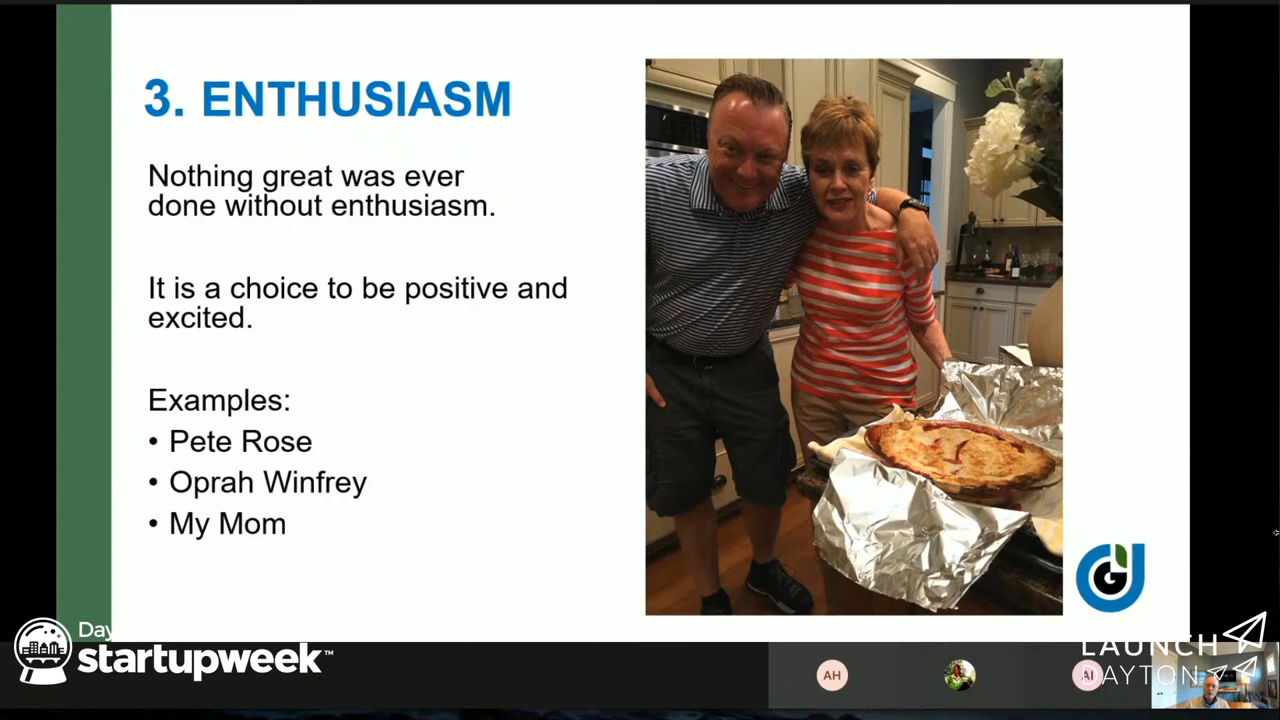 3. ENTHUSIASM
Nothing great was ever
done without enthusiasm.
It is a choice to be positive and
excited.
Examples:
• Pete Rose
• Oprah Winfrey
• My Mom
G
Day
startupweek™
AH
AI
LAUNCH
DAYTON